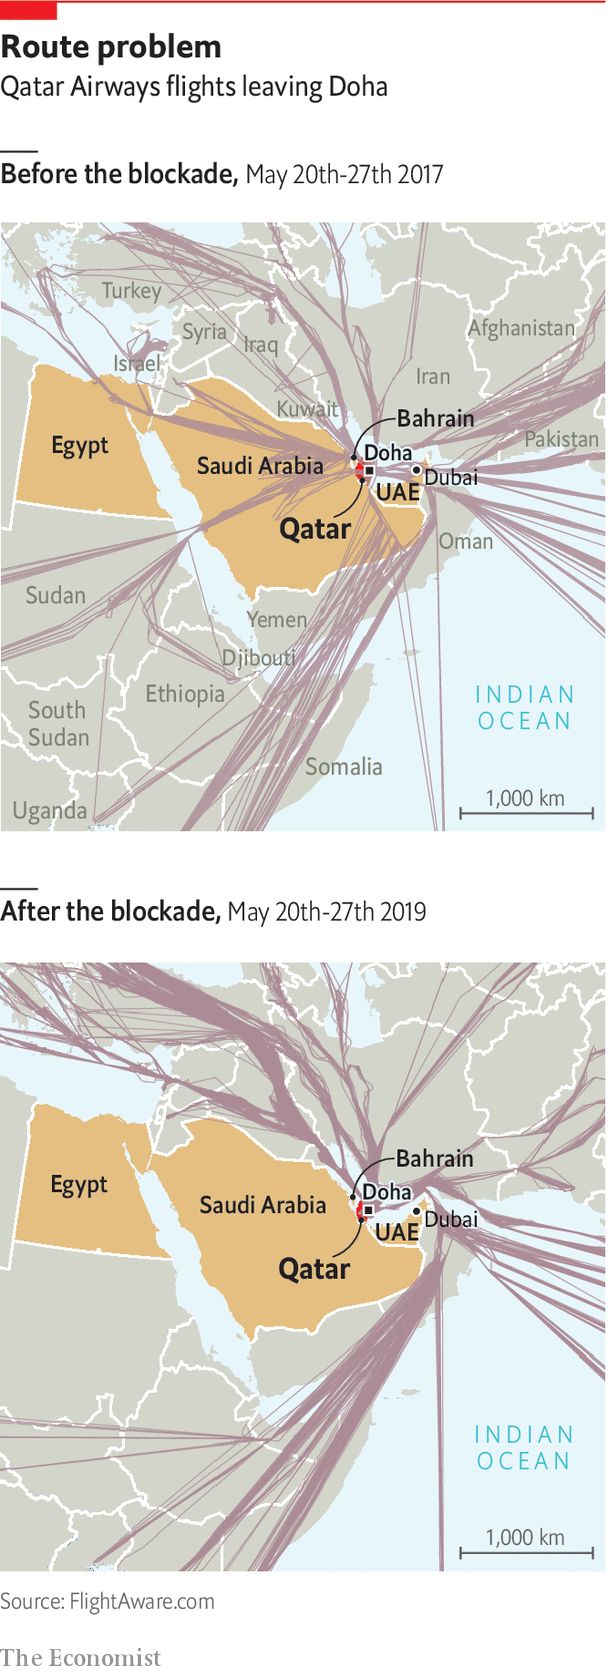 Route problem
Qatar Airways flights leaving Doha
Before the blockade, May 20th-27th 2017
Turkey
Syria
Iraq
Afghanistan
Israel
Iran
Kuwait
Bahrain
Egypt
Saudi Arabia
Doha
Pakistan
Dubai
UAE
Qatar
Oman
Sudan
Yemen
Djibouti
Ethiopia
INDIAN
OCEAN
South
Sudan
Somalia
Uganda
1,000 km
After the blockade, May 20th-27th 2019
Bahrain
Egypt
Saudi Arabia
Doha
Dubai
UAE
Qatar
INDIAN
OCEAN
1,000 km
Source: FlightAware.com
The Economist